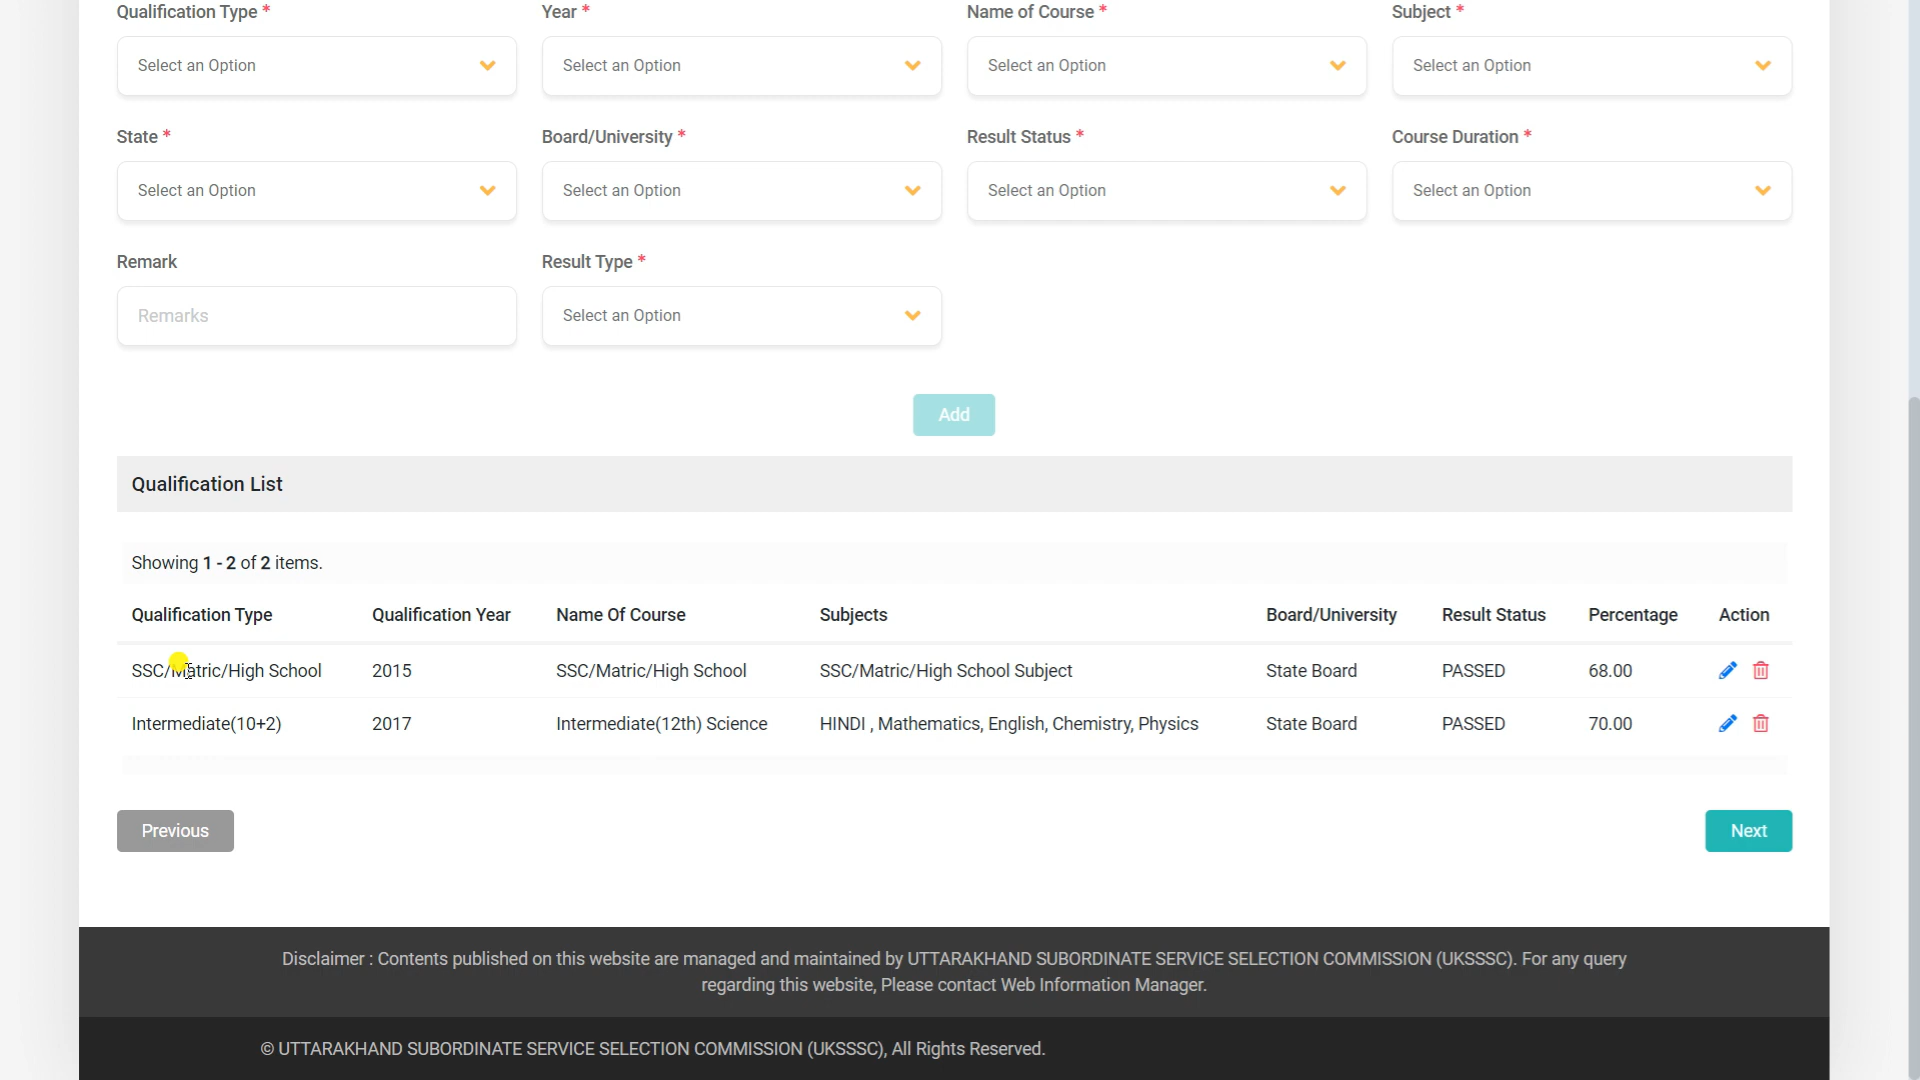 Qualification Type * Year * Name of Course * Subject *
Select an Option Select an Option Select an Option Select an Option
State * Board/University * Result Status * Course Duration *
Select an Option Select an Option Select an Option Select an Option
Remark Result Type *
Remarks Select an Option
Add
Qualification List
Showing 1 - 2 of 2 items.
Qualification Type Qualification Year Name Of Course Subjects Board/University Result Status Percentage Action
SSC/Matric/High School 2015 SSC/Matric/High School SSC/Matric/High School Subject State Board PASSED 68.00
Intermediate(10+2) 2017 Intermediate(12th) Science HINDI , Mathematics, English, Chemistry, Physics State Board PASSED 70.00
Previous Next
Disclaimer : Contents published on this website are managed and maintained by UTTARAKHAND SUBORDINATE SERVICE SELECTION COMMISSION (UKSSSC). For any query
regarding this website, Please contact Web Information Manager.
© UTTARAKHAND SUBORDINATE SERVICE SELECTION COMMISSION (UKSSSC), All Rights Reserved.